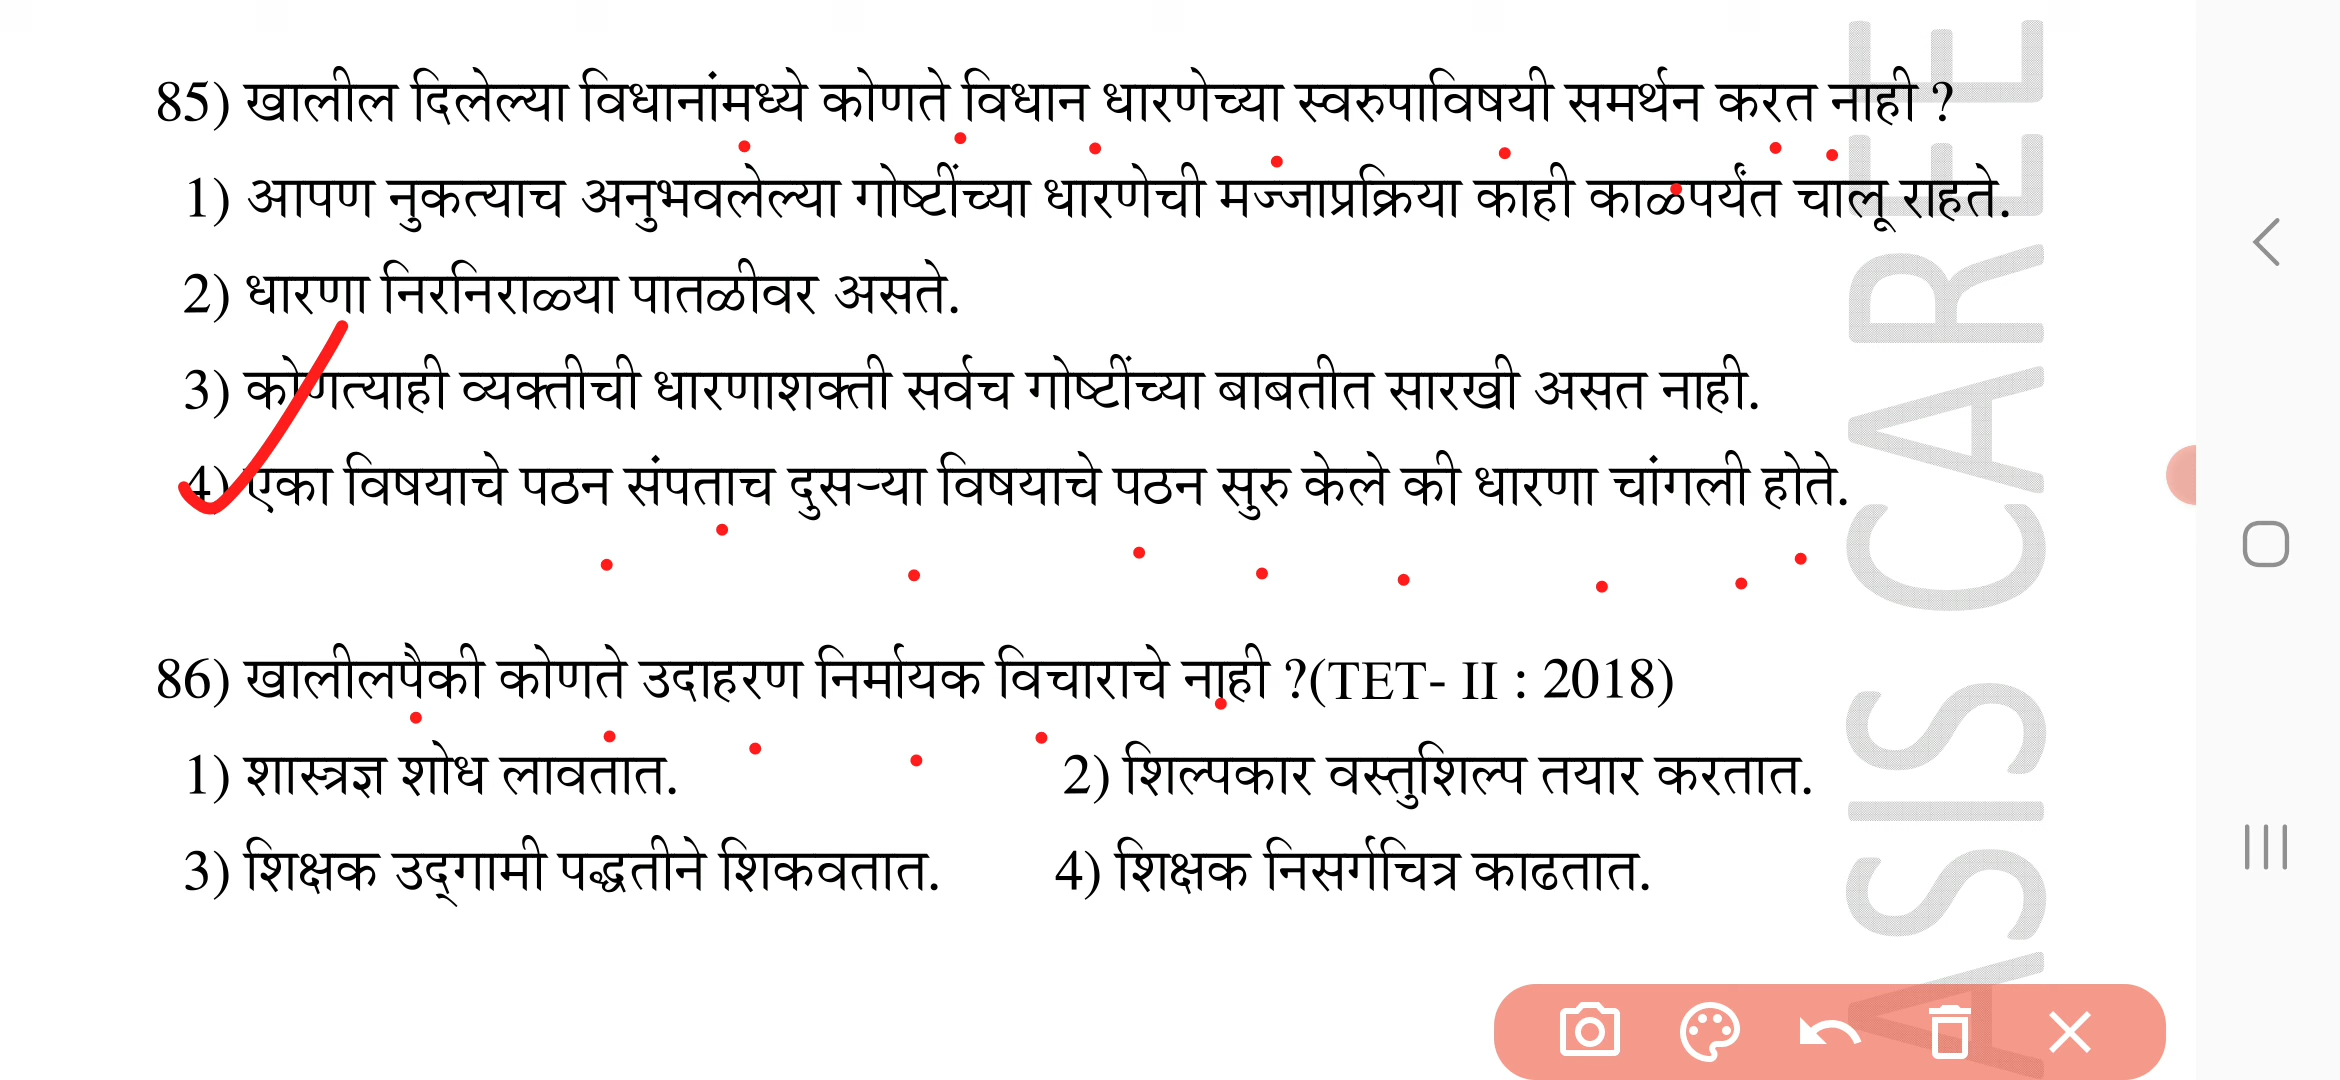 85) खालील दिलेल्या विधानांमध्ये कोणते विधान धारणेच्या स्वरुपाविषयी समर्थन करत नाही ?
1) आपण नुकत्याच अनुभवलेल्या गोष्टींच्या धारणेची मज्जाप्रक्रिया काही काळपर्यंत चालू राहते.
2) धारणा निरनिराळ्या पातळीवर असते.
3) कोणत्याही व्यक्तीची धारणाशक्ती सर्वच गोष्टींच्या बाबतीत सारखी असत नाही.
4) एका विषयाचे पठन संपताच दुसऱ्या विषयाचे पठन सुरु केले की धारणा चांगली होते.
86) खालीलपैकी कोणते उदाहरण निर्मायक विचाराचे नाही ?(TET- II : 2018)
1) शास्त्रज्ञ शोध लावतात. 2) शिल्पकार वस्तुशिल्प तयार करतात.
3) शिक्षक उद्‌गामी पद्धतीने शिकवतात. 4) शिक्षक निसर्गचित्र काढतात.
ASIS CAREE